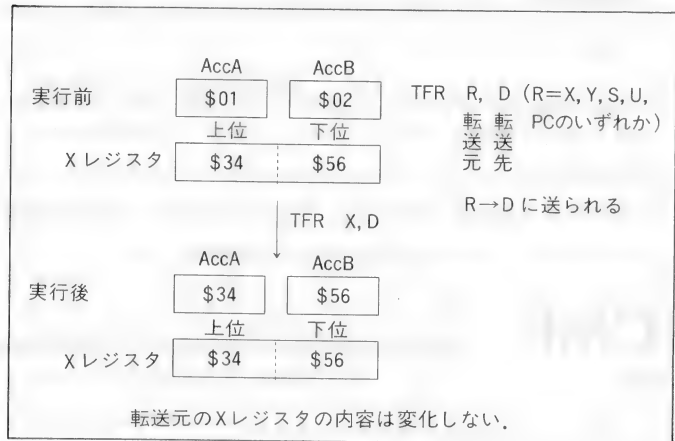 AccA AccB
実行前 $01 $02
TFR R, D (R=X, Y, S, U,
転送元 転送先 PCのいずれか)
上位 下位
Xレジスタ $34 $56
R→Dに送られる
TFR X, D
AccA AccB
実行後 $34 $56
上位 下位
Xレジスタ $34 $56
転送元のXレジスタの内容は変化しない.